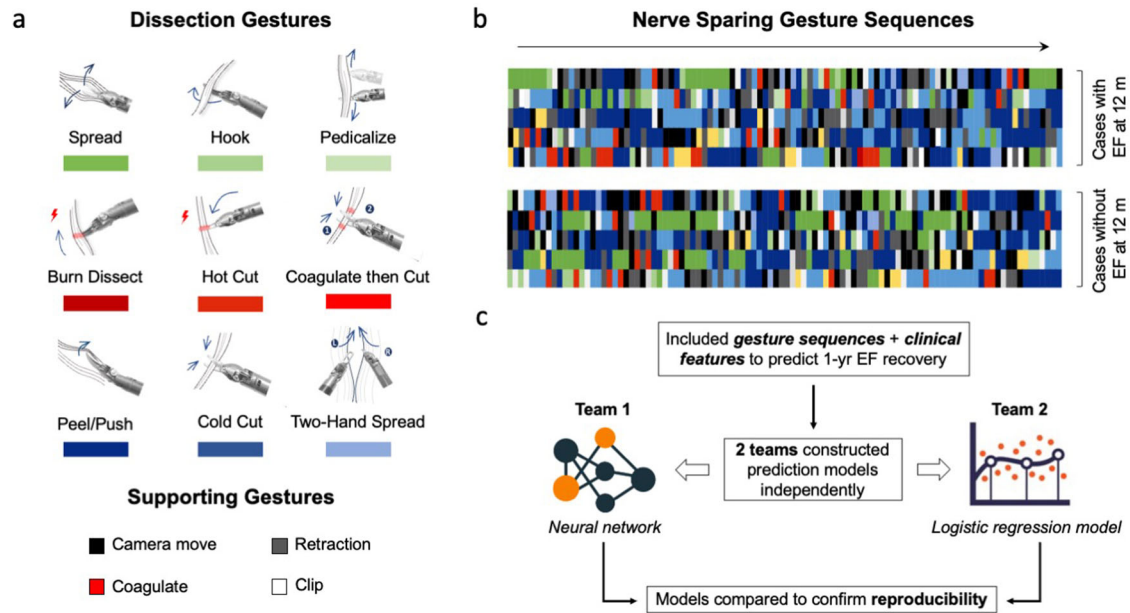 a
Dissection Gestures
Spread
Hook
Pedicalize
Burn Dissect
Hot Cut
1
2
Coagulate then Cut
Peel/Push
Cold Cut
L
R
Two-Hand Spread
Supporting Gestures
Camera move
Retraction
Coagulate
Clip
b
Nerve Sparing Gesture Sequences
Cases with
EF at 12 m
Cases without
EF at 12 m
c
Included gesture sequences + clinical
features to predict 1-yr EF recovery
Team 1
Team 2
2 teams constructed
prediction models
independently
Neural network
Logistic regression model
Models compared to confirm reproducibility